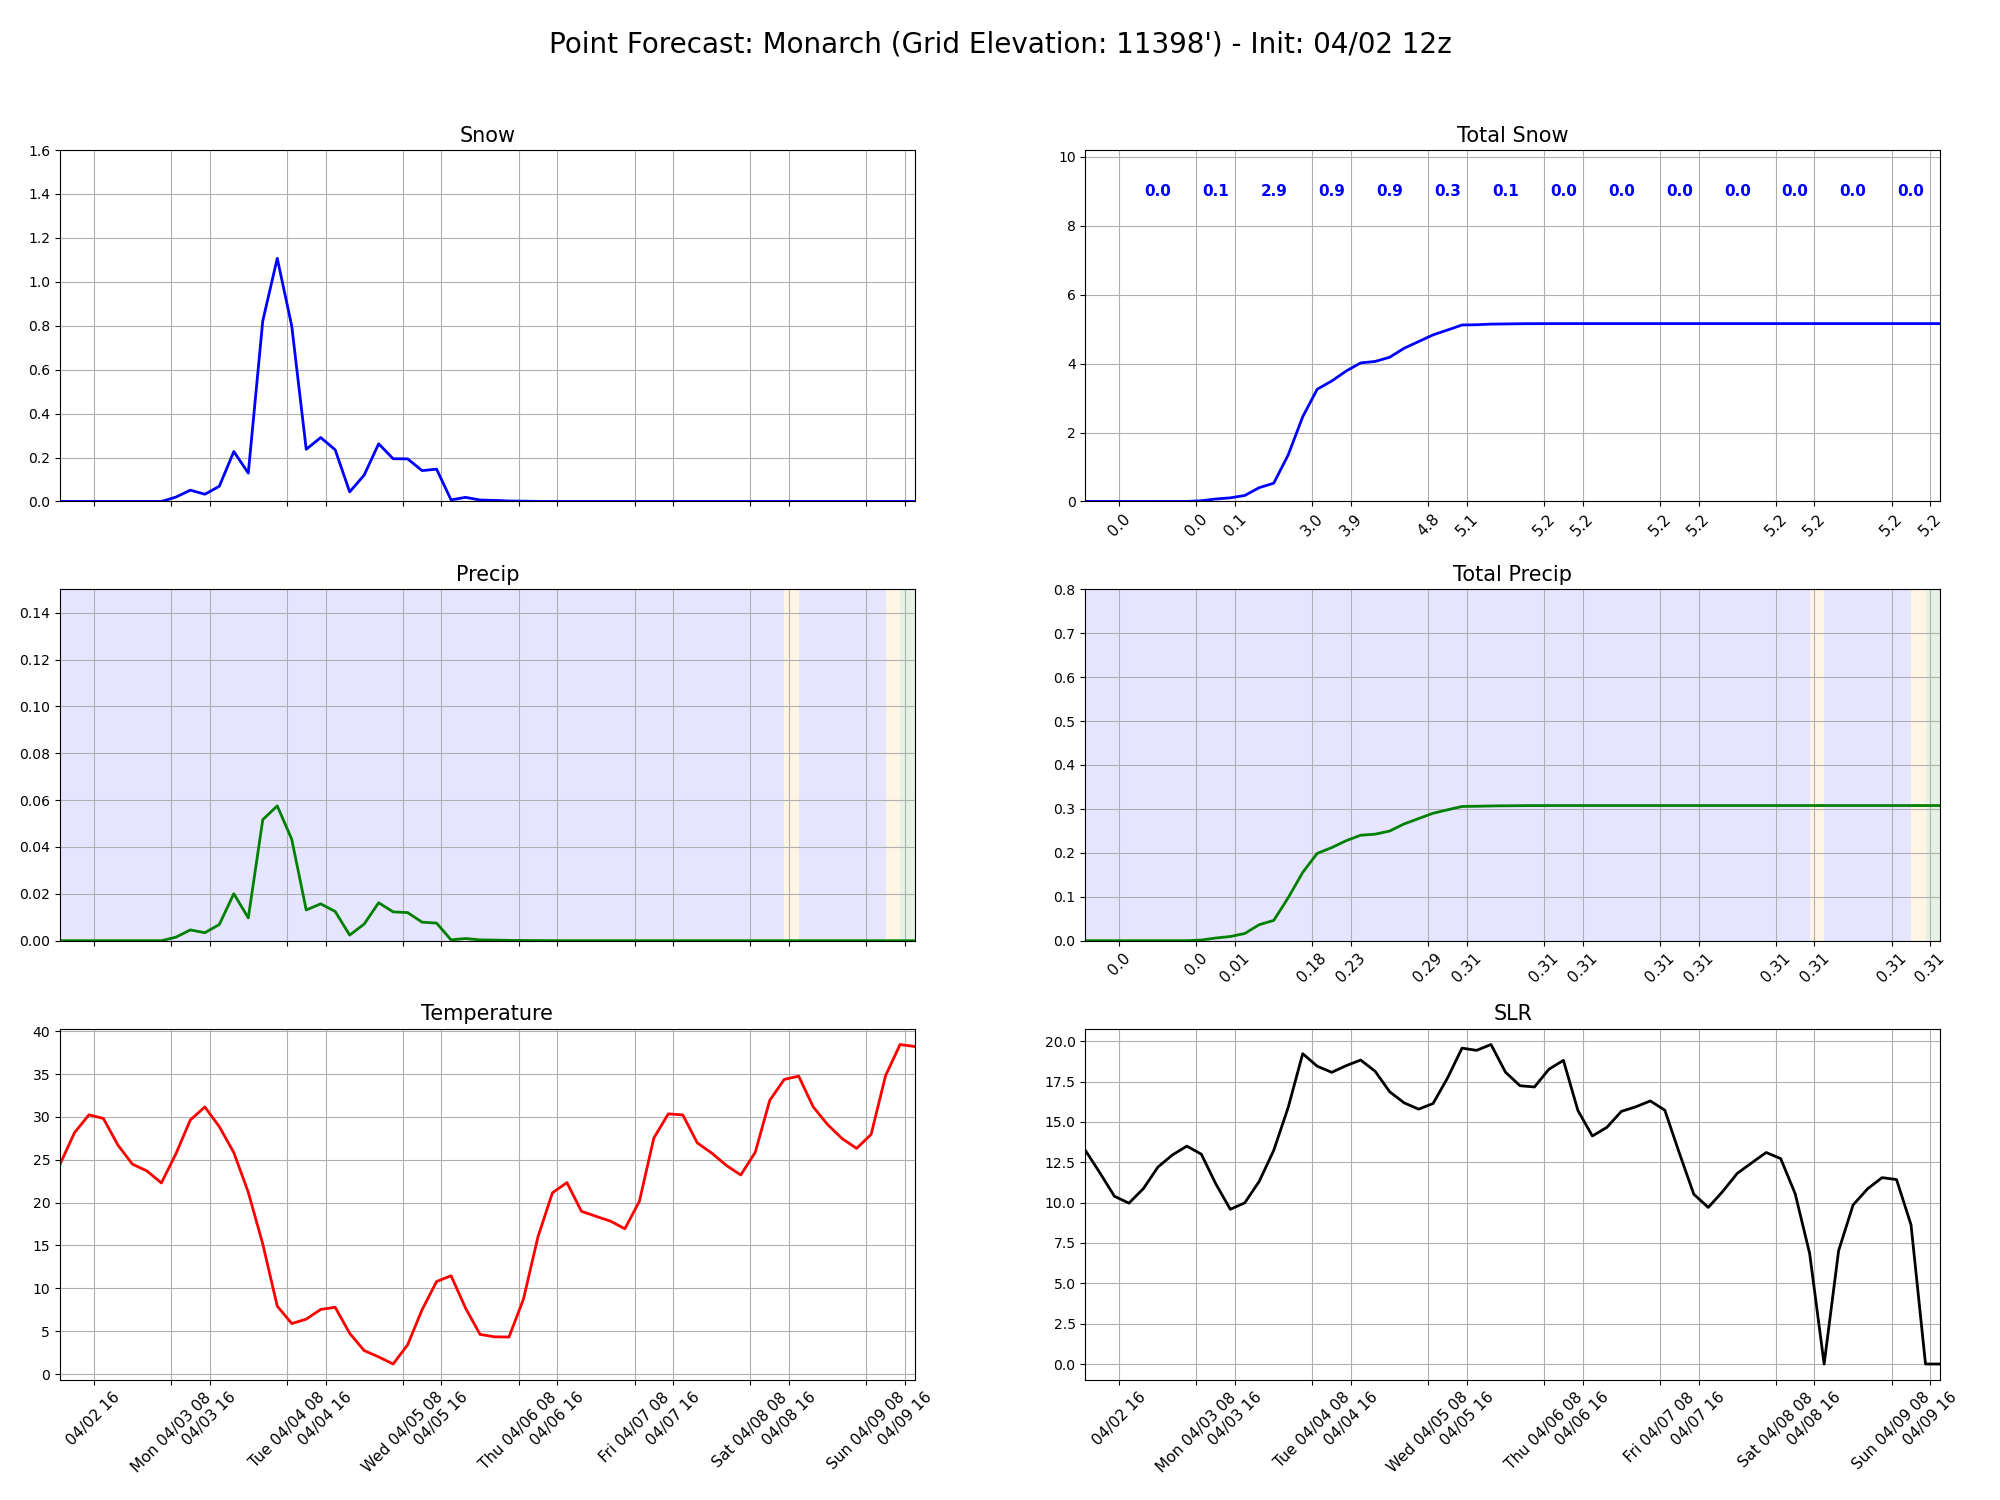 Point Forecast: Monarch (Grid Elevation: 11398') - Init: 04/02 12z
Snow
1.6
1.4
1.2
1.0
0.8
0.6
0.4
0.2
0.0
Total Snow
10
8
6
4
2
0
0.0 0.1 2.9 0.9 0.9 0.3 0.1 0.0 0.0 0.0 0.0 0.0 0.0 0.0
0.0 0.0 0.1 3.0 3.9 4.8 5.1 5.2 5.2 5.2 5.2 5.2 5.2 5.2 5.2
Precip
0.14
0.12
0.10
0.08
0.06
0.04
0.02
0.00
Total Precip
0.8
0.7
0.6
0.5
0.4
0.3
0.2
0.1
0.0
0.0 0.0 0.01 0.18 0.23 0.29 0.31 0.31 0.31 0.31 0.31 0.31 0.31 0.31 0.31
Temperature
40
35
30
25
20
15
10
5
0
04/02 16
Mon 04/03 08
04/03 16
Tue 04/04 08
04/04 16
Wed 04/05 08
04/05 16
Thu 04/06 08
04/06 16
Fri 04/07 08
04/07 16
Sat 04/08 08
04/08 16
Sun 04/09 08
04/09 16
SLR
20.0
17.5
15.0
12.5
10.0
7.5
5.0
2.5
0.0
04/02 16
Mon 04/03 08
04/03 16
Tue 04/04 08
04/04 16
Wed 04/05 08
04/05 16
Thu 04/06 08
04/06 16
Fri 04/07 08
04/07 16
Sat 04/08 08
04/08 16
Sun 04/09 08
04/09 16